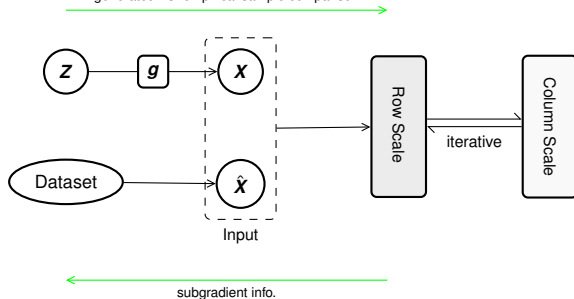 Z
g
X
Dataset
X̂
Input
Row Scale
iterative
Column Scale
subgradient info.